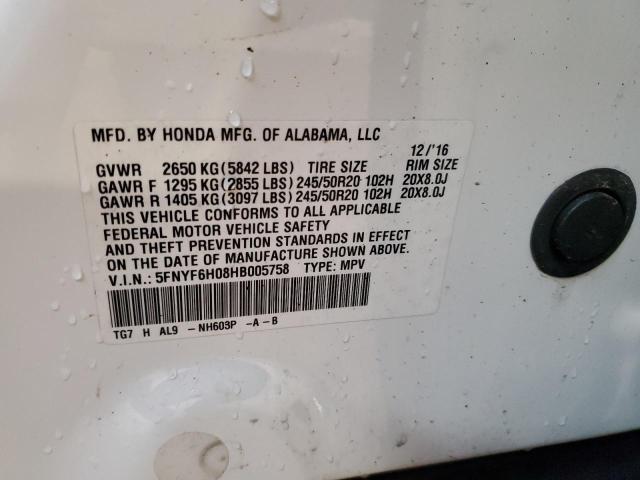 MFD. BY HONDA MFG. OF ALABAMA, LLC 12/'16
GVWR 2650 KG (5842 LBS) TIRE SIZE RIM SIZE
GAWR F 1295 KG (2855 LBS) 245/50R20 102H 20X8.0J
GAWR R 1405 KG (3097 LBS) 245/50R20 102H 20X8.0J
THIS VEHICLE CONFORMS TO ALL APPLICABLE
FEDERAL MOTOR VEHICLE SAFETY
AND THEFT PREVENTION STANDARDS IN EFFECT
ON THE DATE OF MANUFACTURE SHOWN ABOVE.
V.I.N.: 5FNYF6H08HB005758 TYPE: MPV
TG7 H AL9 - NH603P - A - B